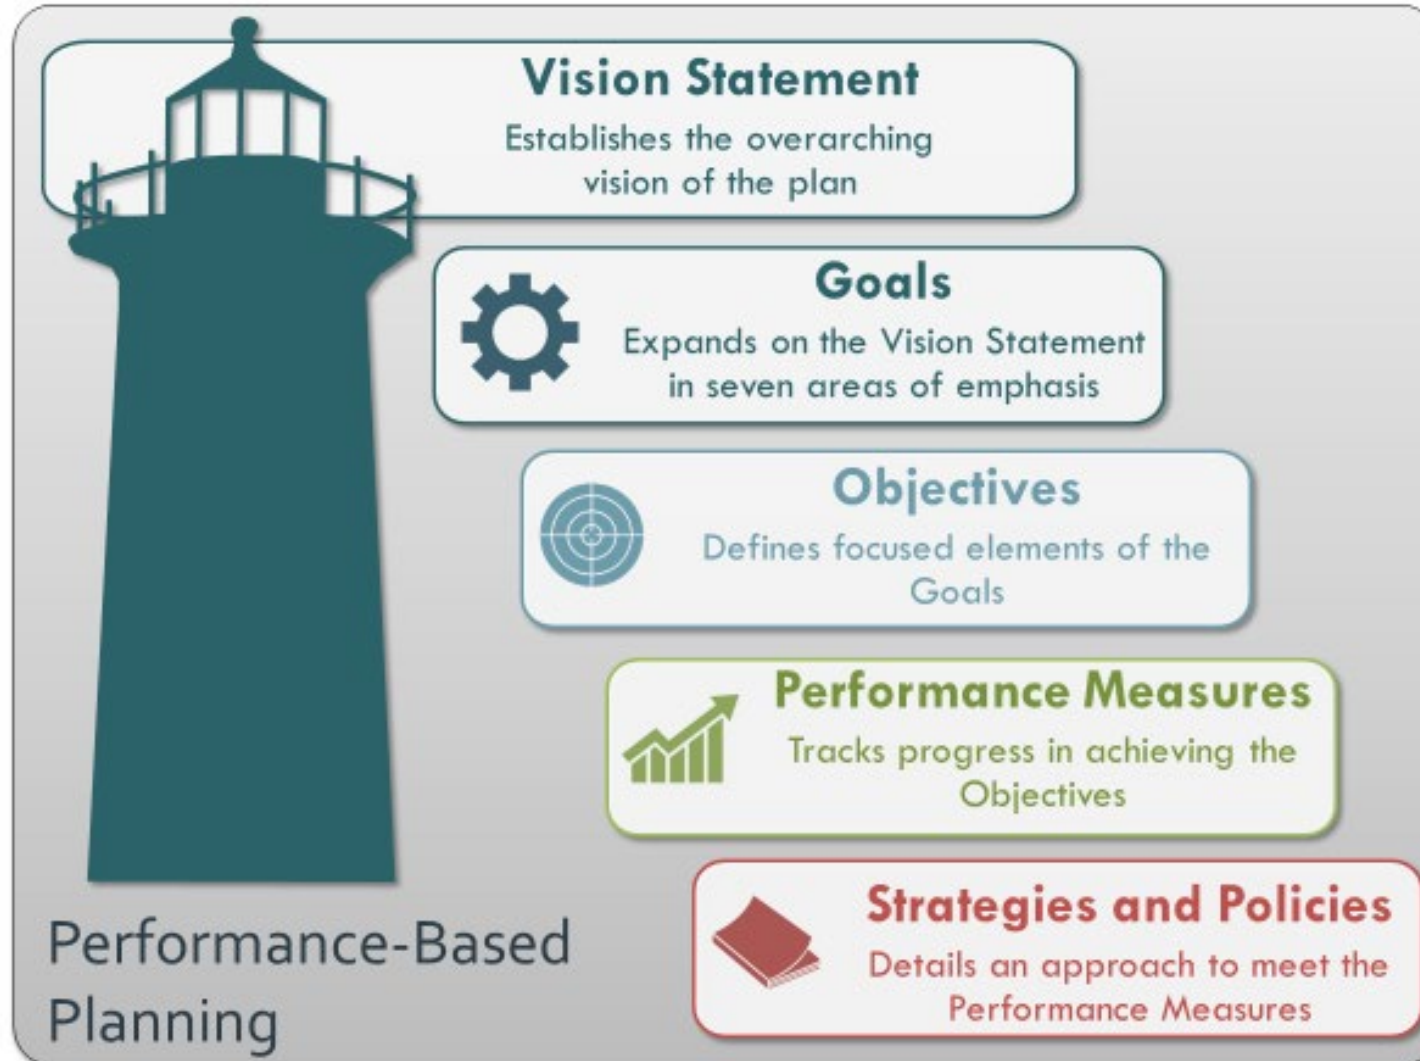 Vision Statement
Establishes the overarching
vision of the plan
Goals
Expands on the Vision Statement
in seven areas of emphasis
Objectives
Defines focused elements of the
Goals
Performance Measures
Tracks progress in achieving the
Objectives
Strategies and Policies
Details an approach to meet the
Performance Measures
Performance-Based
Planning